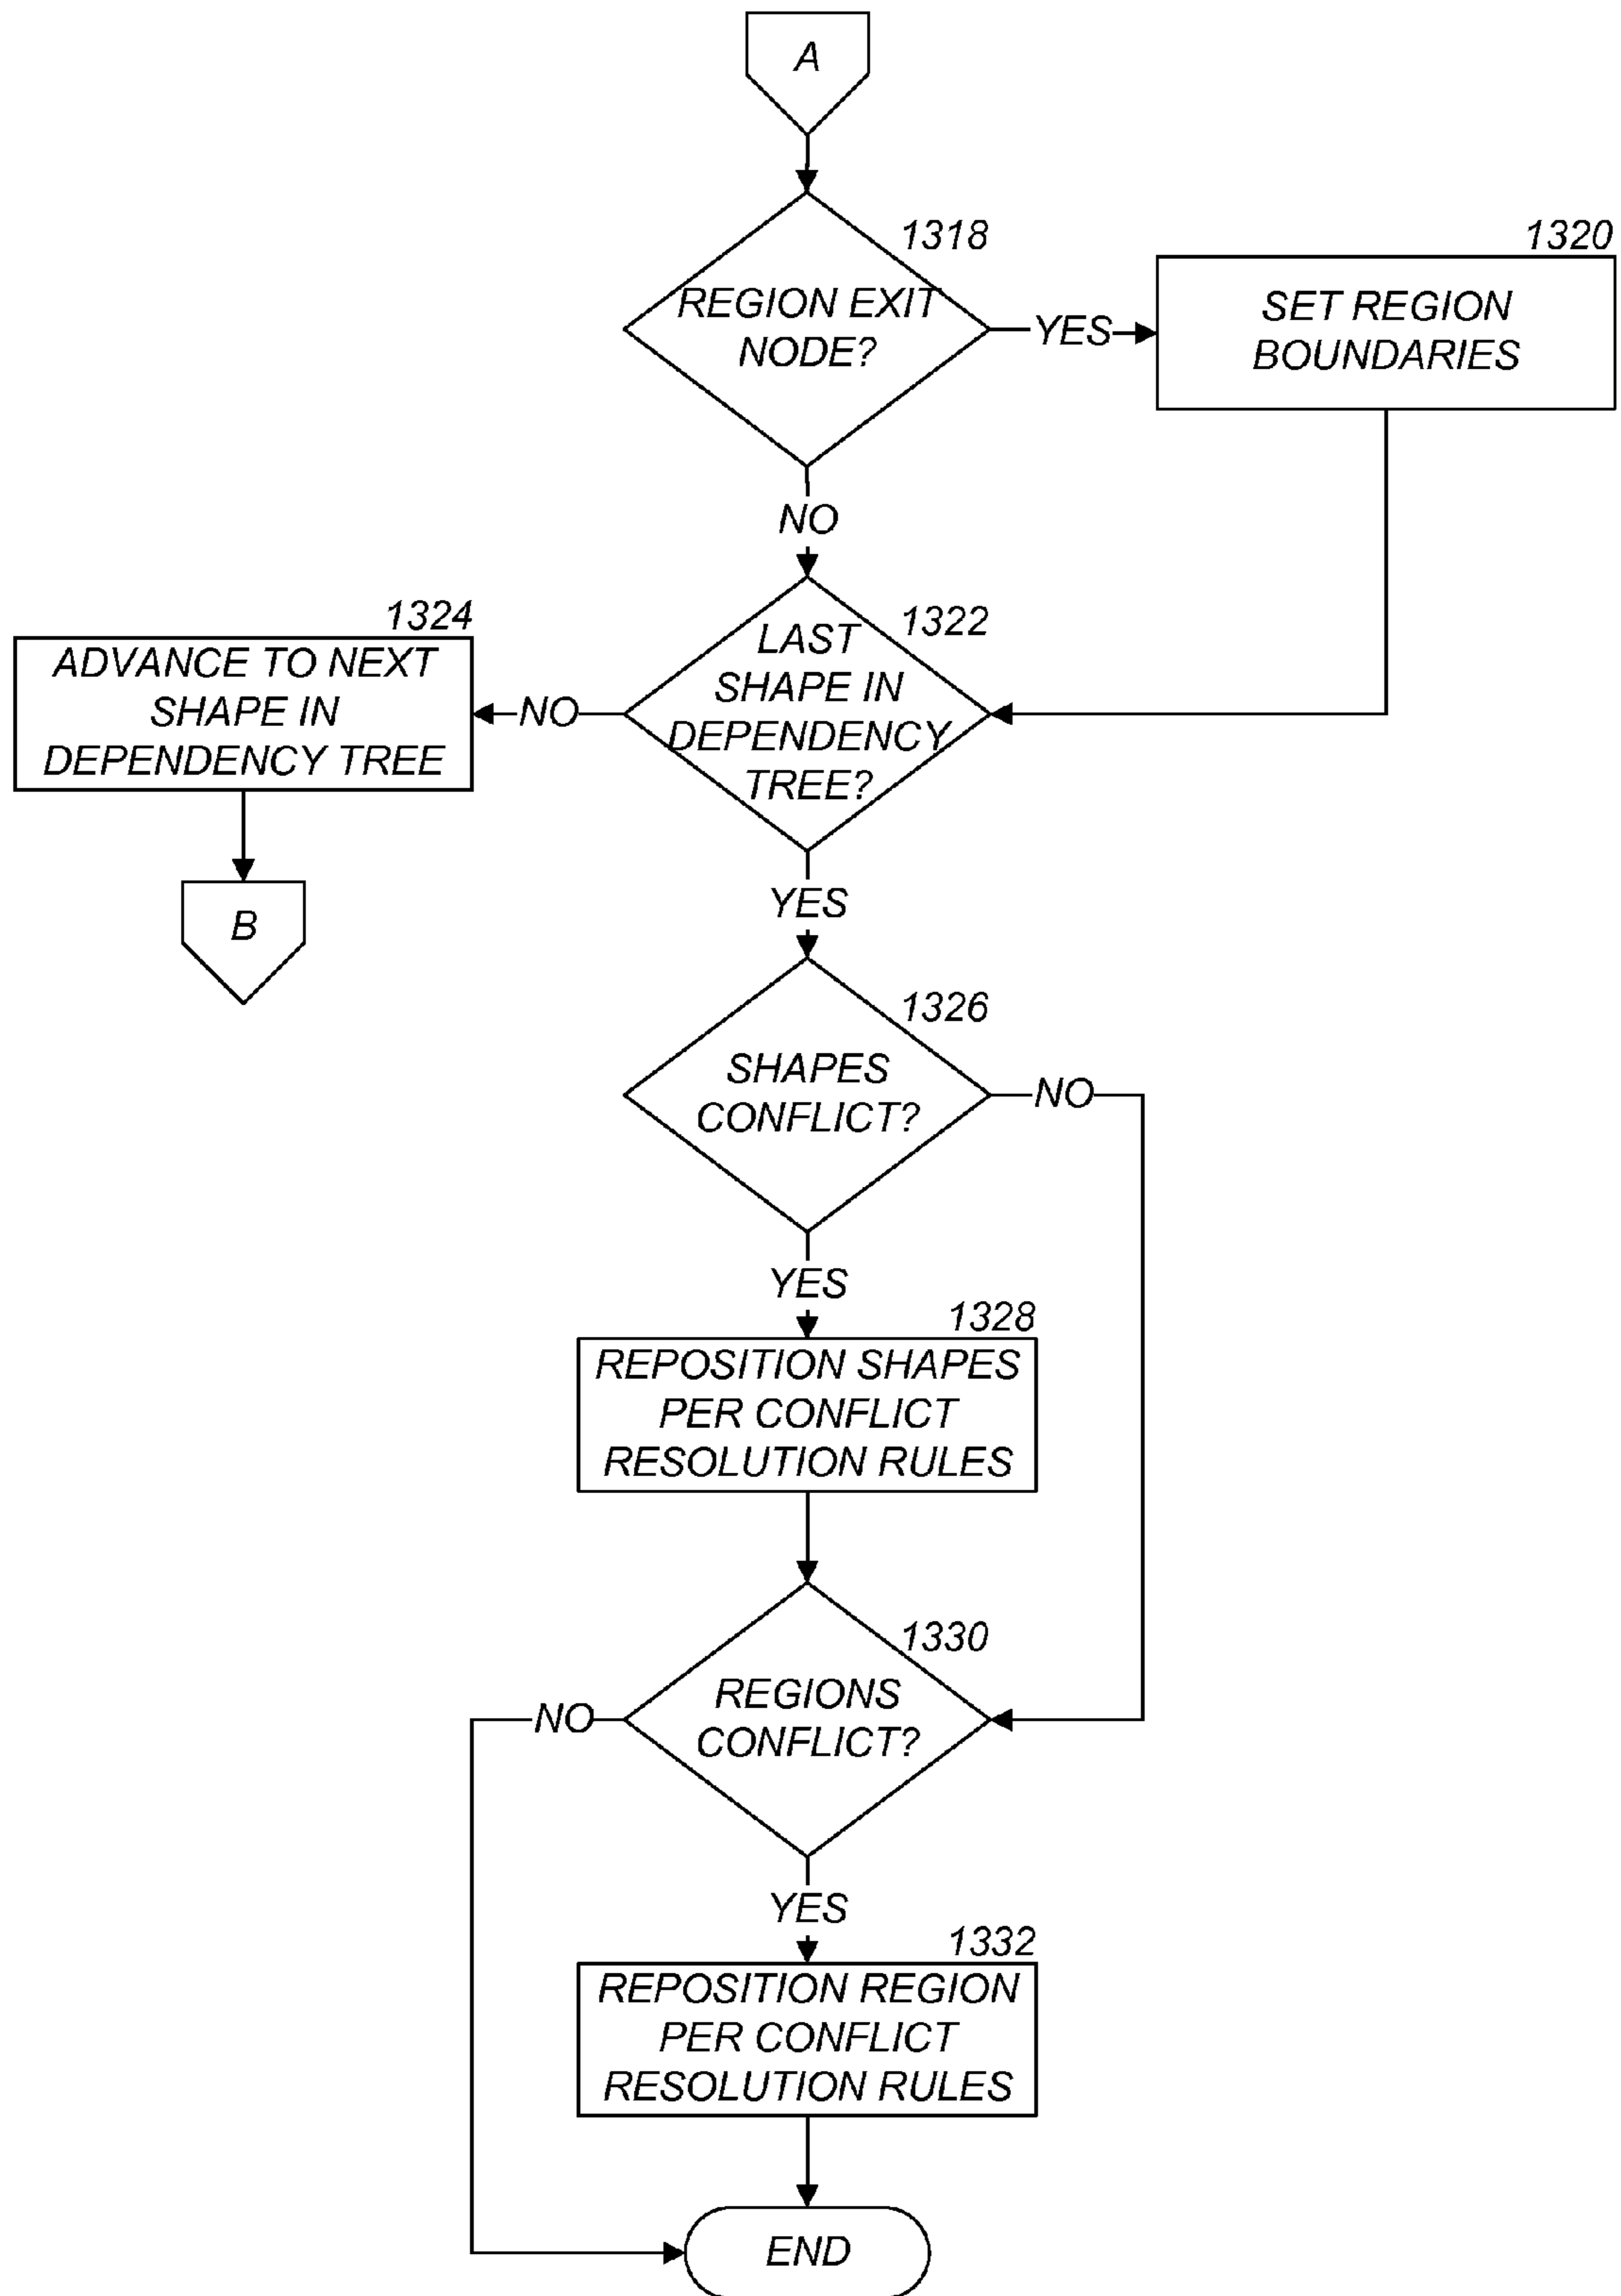 A
1318
REGION EXIT
NODE?
YES
1320
SET REGION
BOUNDARIES
NO
1322
LAST
SHAPE IN
DEPENDENCY
TREE?
NO
1324
ADVANCE TO NEXT
SHAPE IN
DEPENDENCY TREE
B
YES
1326
SHAPES
CONFLICT?
NO
YES
1328
REPOSITION SHAPES
PER CONFLICT
RESOLUTION RULES
1330
REGIONS
CONFLICT?
NO
YES
1332
REPOSITION REGION
PER CONFLICT
RESOLUTION RULES
END